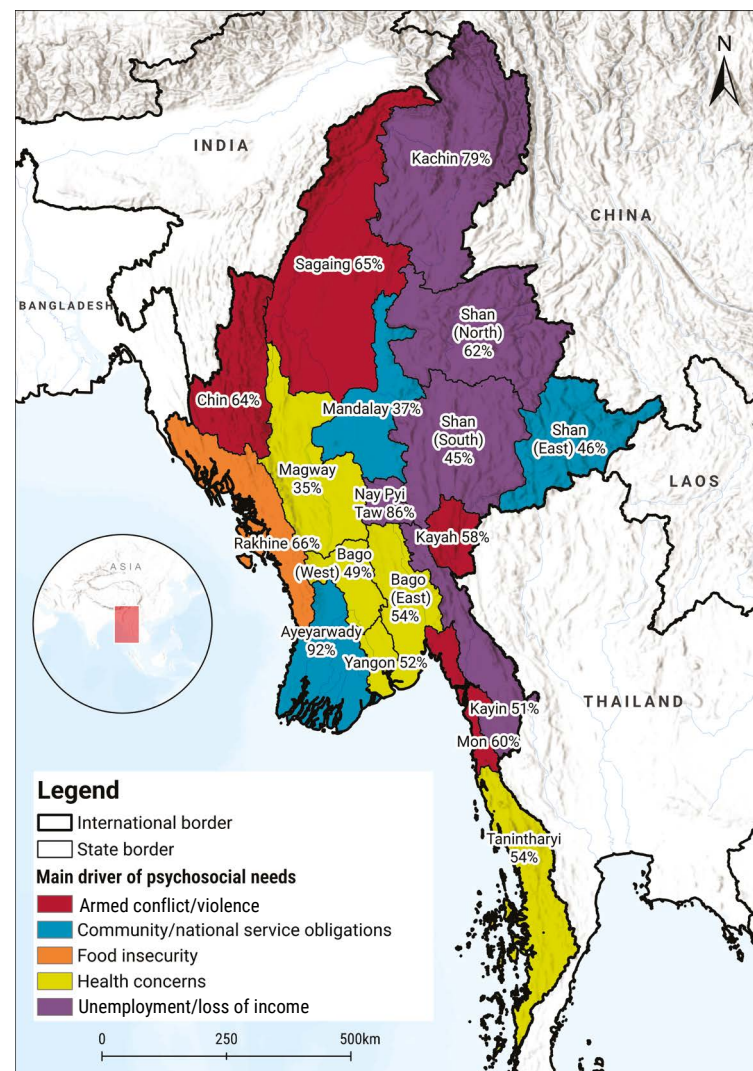 N
INDIA
Kachin 79%
CHINA
Sagaing 65%
BANGLADESH
Shan
(North)
62%
Chin 64%
Mandalay 37%
Shan
(South)
45%
Shan
(East) 46%
Magway
35%
LAOS
Nay Pyi
Taw 86%
Kayah 58%
Rakhine 66%
Bago
(West) 49%
ASIA
Bago
(East)
54%
Ayeyarwady
92%
Yangon 52%
THAILAND
Kayin 51%
Mon 60%
Tanintharyi
54%
Legend
International border
State border
Main driver of psychosocial needs
Armed conflict/violence
Community/national service obligations
Food insecurity
Health concerns
Unemployment/loss of income
0 250 500km